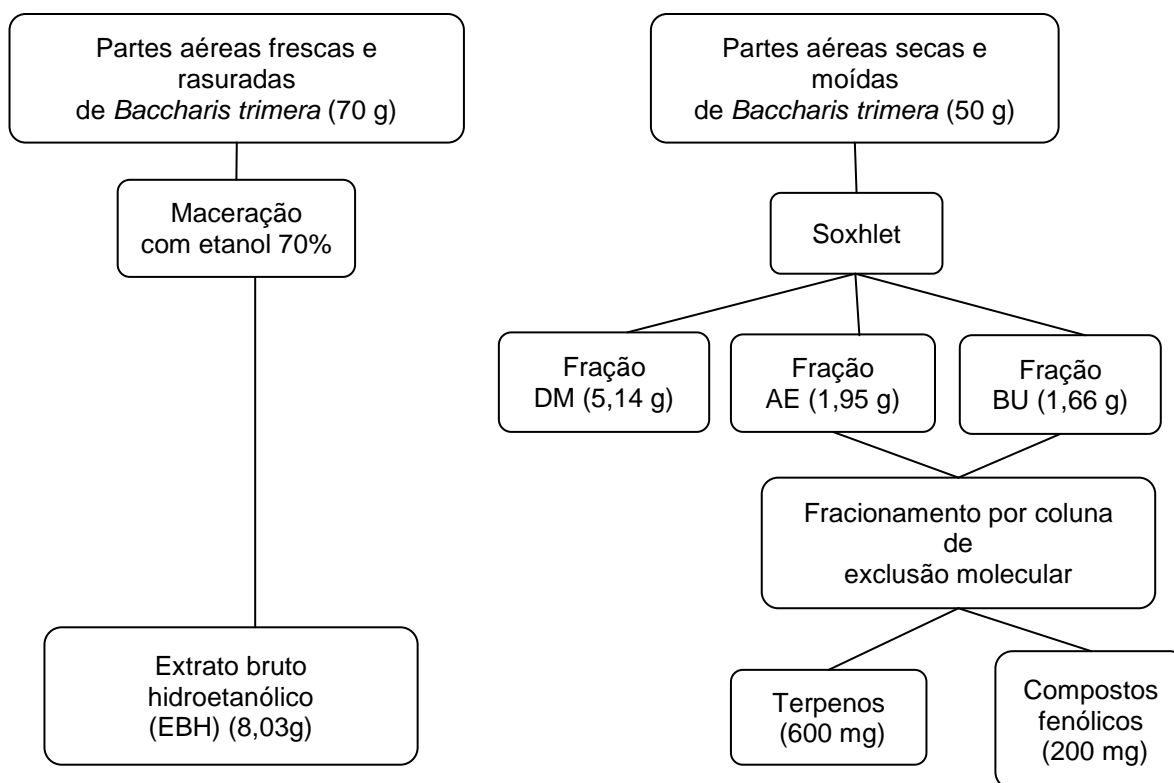 Partes aéreas frescas e
rasuradas
de Baccharis trimera (70 g)
Maceração
com etanol 70%
Extrato bruto
hidroetanólico
(EBH) (8,03g)
Partes aéreas secas e
moídas
de Baccharis trimera (50 g)
Soxhlet
Fração
DM (5,14 g)
Fração
AE (1,95 g)
Fração
BU (1,66 g)
Fracionamento por coluna
de
exclusão molecular
Terpenos
(600 mg)
Compostos
fenólicos
(200 mg)